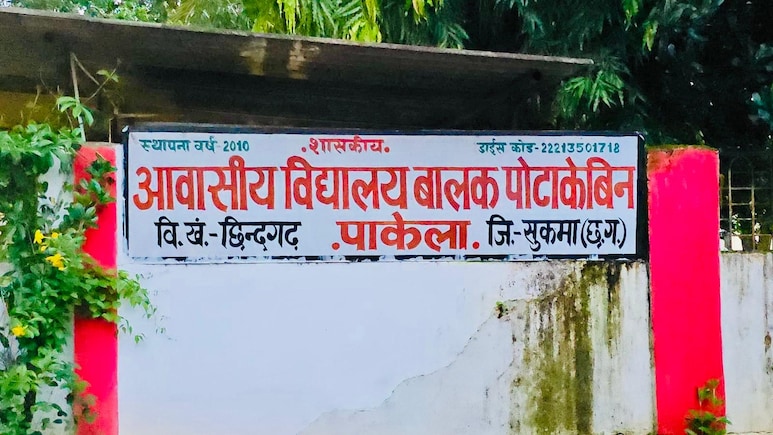 स्थापना वर्ष-2010 .शासकीय. डाईस कोड-22213501718
आवासीय विद्यालय बालक पोटाकेबिन
वि.खं.-छिन्दगढ़ .पाकेला. जि.-सुकमा(छ.ग.)